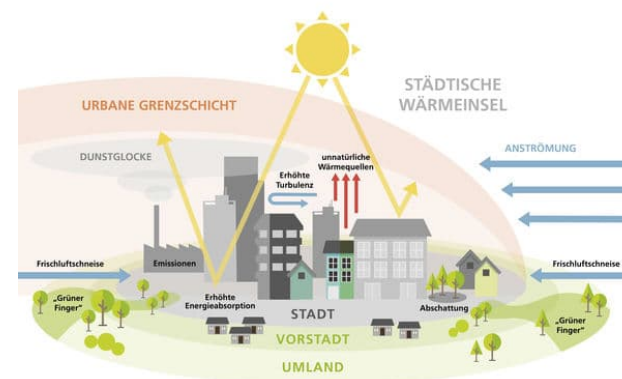 STÄDTISCHE
WÄRMEINSEL
URBANE GRENZSCHICHT
DUNSTGLOCKE
ANSTRÖMUNG
unnatürliche
Wärmequellen
Erhöhte
Turbulenz
Frischluftschneise
Emissionen
Frischluftschneise
„Grüner
Finger"
Erhöhte
Energieabsorption
STADT
Abschattung
„Grüner
Finger"
VORSTADT
UMLAND